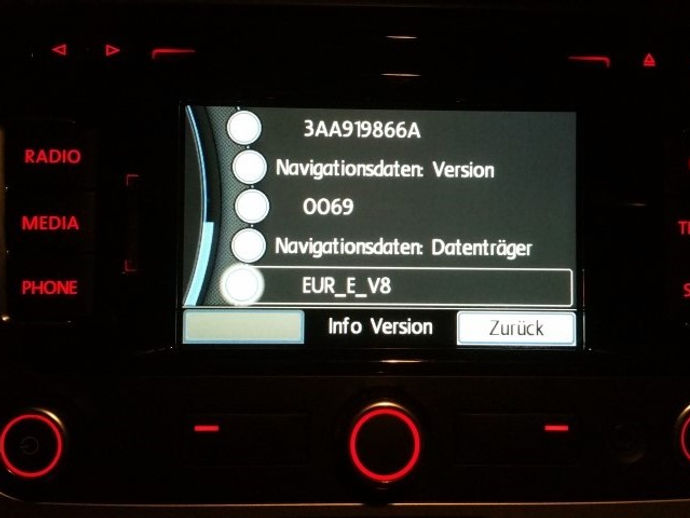 RADIO
MEDIA
PHONE
3AA919866A
Navigationsdaten: Version
0069
Navigationsdaten: Datenträger
EUR_E_V8
Info Version
Zurück